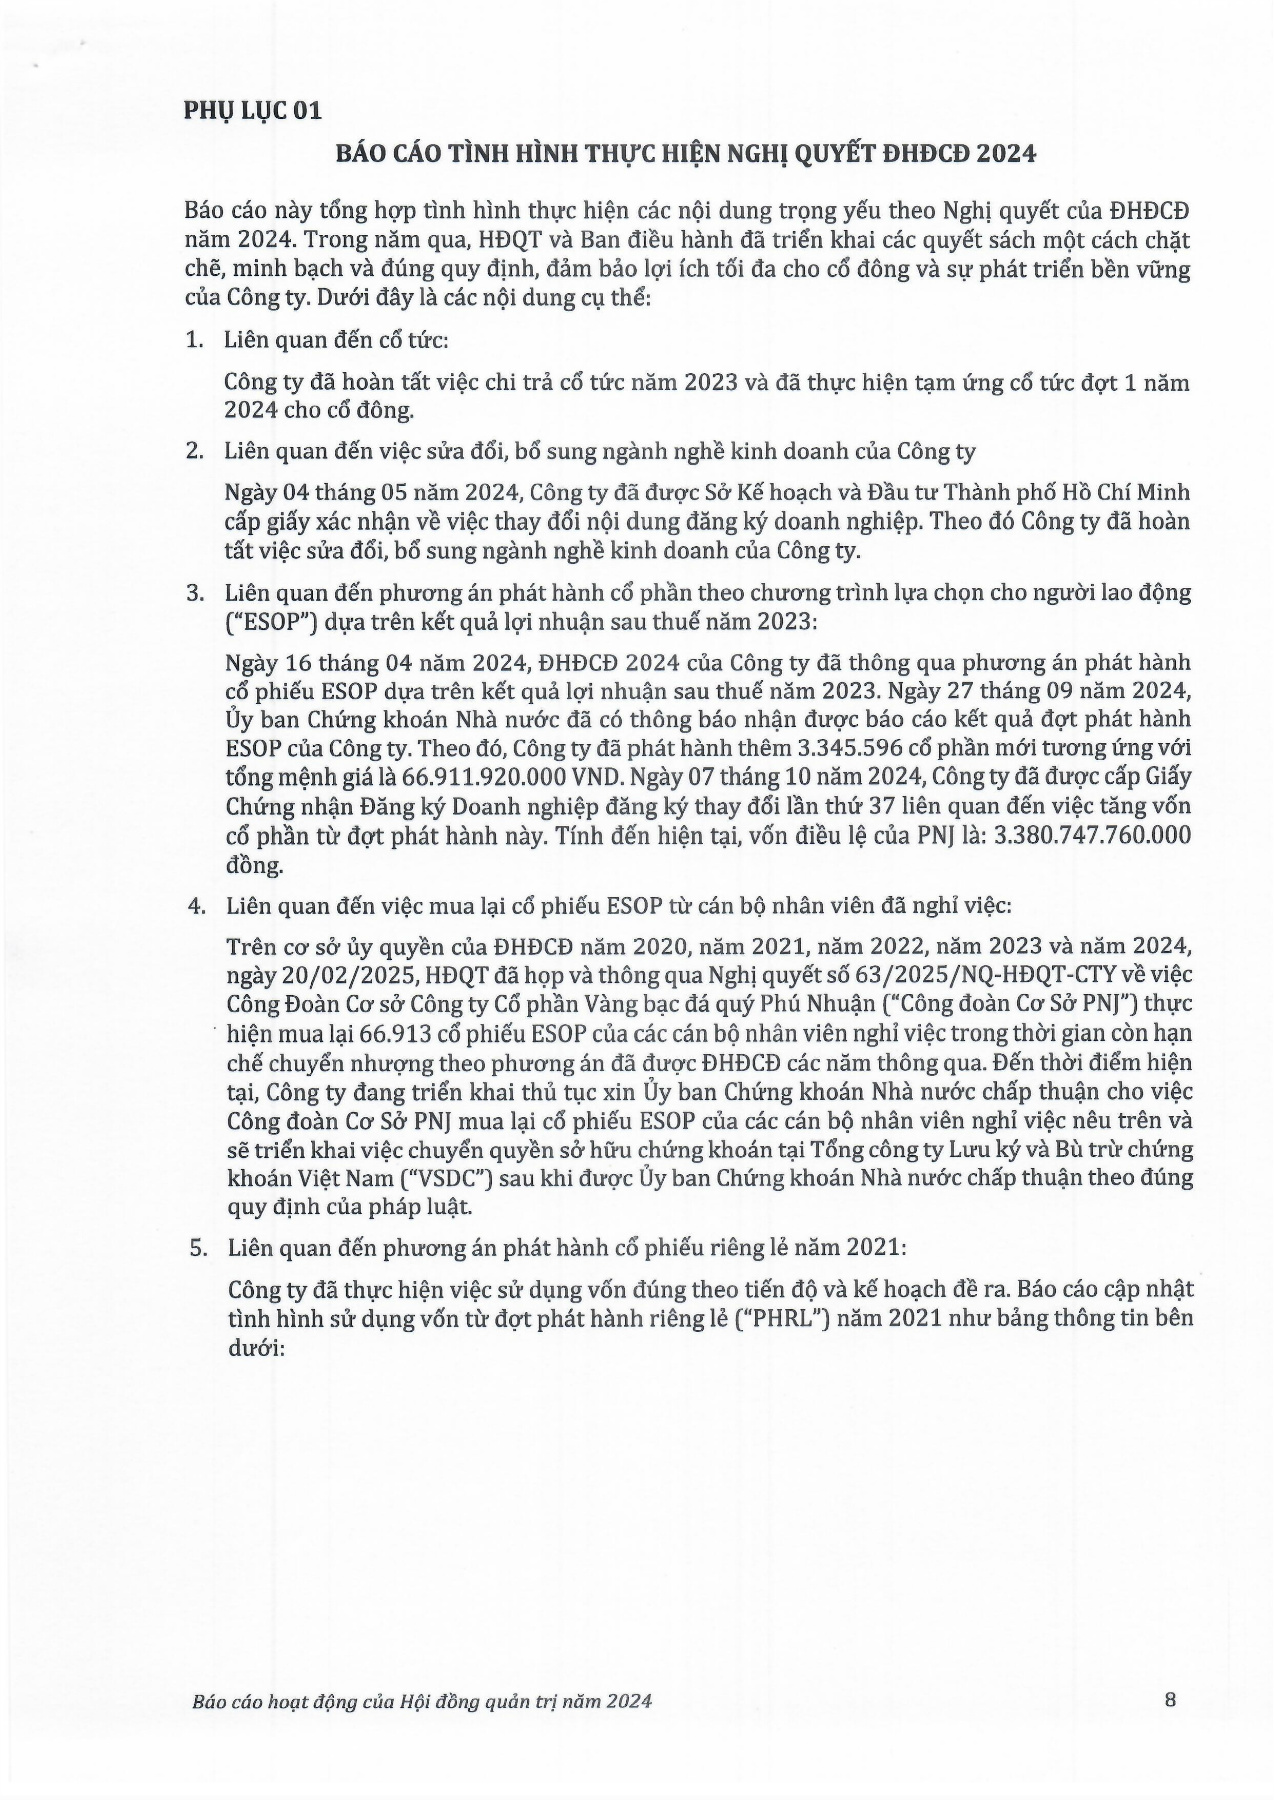 PHỤ LỤC 01
BÁO CÁO TÌNH HÌNH THỰC HIỆN NGHỊ QUYẾT ĐHĐCĐ 2024
Báo cáo này tổng hợp tình hình thực hiện các nội dung trọng yếu theo Nghị quyết của ĐHĐCĐ
năm 2024. Trong năm qua, HĐQT và Ban điều hành đã triển khai các quyết sách một cách chặt
chẽ, minh bạch và đúng quy định, đảm bảo lợi ích tối đa cho cổ đông và sự phát triển bền vững
của Công ty. Dưới đây là các nội dung cụ thể:
1. Liên quan đến cổ tức:
Công ty đã hoàn tất việc chi trả cổ tức năm 2023 và đã thực hiện tạm ứng cổ tức đợt 1 năm
2024 cho cổ đông.
2. Liên quan đến việc sửa đổi, bổ sung ngành nghề kinh doanh của Công ty
Ngày 04 tháng 05 năm 2024, Công ty đã được Sở Kế hoạch và Đầu tư Thành phố Hồ Chí Minh
cấp giấy xác nhận về việc thay đổi nội dung đăng ký doanh nghiệp. Theo đó Công ty đã hoàn
tất việc sửa đổi, bổ sung ngành nghề kinh doanh của Công ty.
3. Liên quan đến phương án phát hành cổ phần theo chương trình lựa chọn cho người lao động
("ESOP") dựa trên kết quả lợi nhuận sau thuế năm 2023:
Ngày 16 tháng 04 năm 2024, ĐHĐCĐ 2024 của Công ty đã thông qua phương án phát hành
cổ phiếu ESOP dựa trên kết quả lợi nhuận sau thuế năm 2023. Ngày 27 tháng 09 năm 2024,
Ủy ban Chứng khoán Nhà nước đã có thông báo nhận được báo cáo kết quả đợt phát hành
ESOP của Công ty. Theo đó, Công ty đã phát hành thêm 3.345.596 cổ phần mới tương ứng với
tổng mệnh giá là 66.911.920.000 VND. Ngày 07 tháng 10 năm 2024, Công ty đã được cấp Giấy
Chứng nhận Đăng ký Doanh nghiệp đăng ký thay đổi lần thứ 37 liên quan đến việc tăng vốn
cổ phần từ đợt phát hành này. Tính đến hiện tại, vốn điều lệ của PNJ là: 3.380.747.760.000
đồng.
4. Liên quan đến việc mua lại cổ phiếu ESOP từ cán bộ nhân viên đã nghỉ việc:
Trên cơ sở ủy quyền của ĐHĐCĐ năm 2020, năm 2021, năm 2022, năm 2023 và năm 2024,
ngày 20/02/2025, HĐQT đã họp và thông qua Nghị quyết số 63/2025/NQ-HĐQT-CTY về việc
Công Đoàn Cơ sở Công ty Cổ phần Vàng bạc đá quý Phú Nhuận ("Công đoàn Cơ Sở PNJ") thực
hiện mua lại 66.913 cổ phiếu ESOP của các cán bộ nhân viên nghỉ việc trong thời gian còn hạn
chế chuyển nhượng theo phương án đã được ĐHĐCĐ các năm thông qua. Đến thời điểm hiện
tại, Công ty đang triển khai thủ tục xin Ủy ban Chứng khoán Nhà nước chấp thuận cho việc
Công đoàn Cơ Sở PNJ mua lại cổ phiếu ESOP của các cán bộ nhân viên nghỉ việc nêu trên và
sẽ triển khai việc chuyển quyền sở hữu chứng khoán tại Tổng công ty Lưu ký và Bù trừ chứng
khoán Việt Nam ("VSDC") sau khi được Ủy ban Chứng khoán Nhà nước chấp thuận theo đúng
quy định của pháp luật.
5. Liên quan đến phương án phát hành cổ phiếu riêng lẻ năm 2021:
Công ty đã thực hiện việc sử dụng vốn đúng theo tiến độ và kế hoạch đề ra. Báo cáo cập nhật
tình hình sử dụng vốn từ đợt phát hành riêng lẻ ("PHRL") năm 2021 như bảng thông tin bên
dưới:
Báo cáo hoạt động của Hội đồng quản trị năm 2024 8